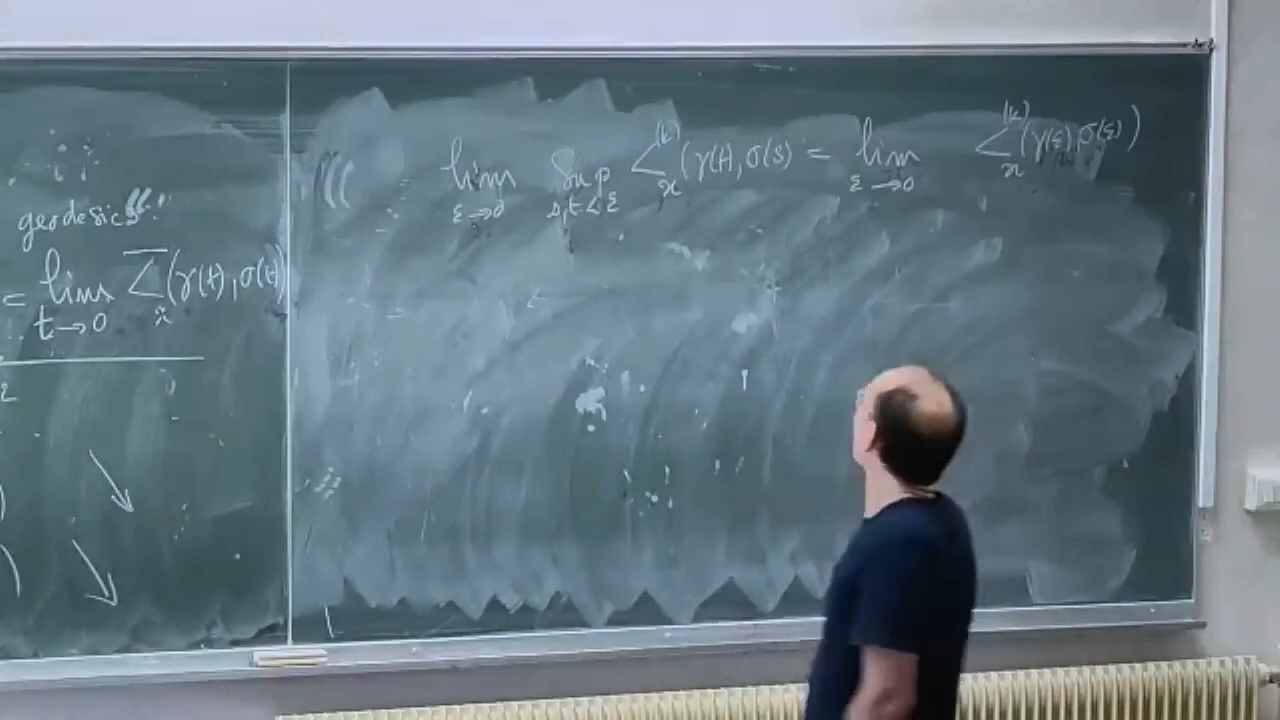 geodesics".
= lim ∠ (γ(t), σ(t)
t→0 x
= lim Sup ∠^(k) (γ(t), σ(s) = lim ∠^(k) (γ(ε), σ(ε))
ε→0 s,t<ε x ε→0 x